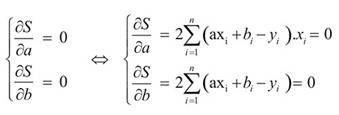 ∂S/∂a = 0 ⇔ ∂S/∂a = 2∑_{i=1}^{n}(ax_i + b_i − y_i).x_i = 0
∂S/∂b = 0 ∂S/∂b = 2∑_{i=1}^{n}(ax_i + b_i − y_i) = 0